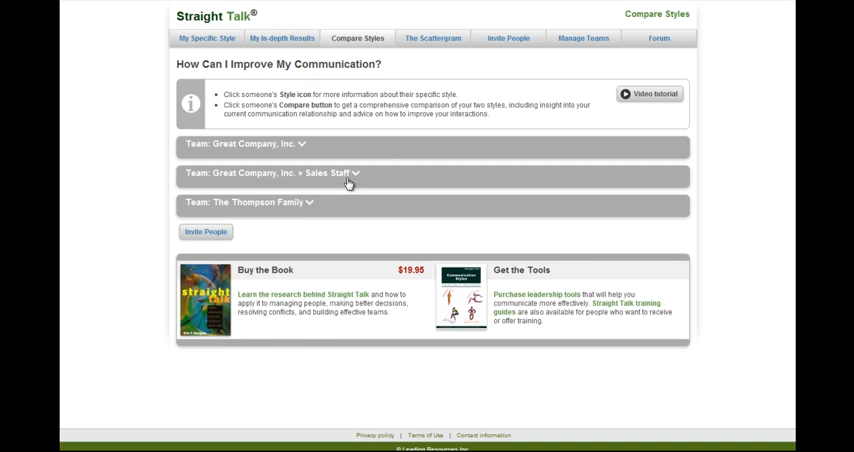 Straight Talk®
Compare Styles
My Specific Style
My In-depth Results
Compare Styles
The Scattergram
Invite People
Manage Teams
Forum
How Can I Improve My Communication?
Click someone's Style icon for more information about their specific style.
Click someone's Compare button to get a comprehensive comparison of your two styles, including insight into your
current communication relationship and advice on how to improve your interactions.
Video tutorial
Team: Great Company, Inc.
Team: Great Company, Inc. » Sales Staff
Team: The Thompson Family
Invite People
Buy the Book
$19.95
straight
talk
Learn the research behind Straight Talk and how to
apply it to managing people, making better decisions,
resolving conflicts, and building effective teams.
Communication
Styles
Get the Tools
Purchase leadership tools that will help you
communicate more effectively. Straight Talk training
guides are also available for people who want to receive
or offer training.
Privacy policy | Terms of Use | Contact information
© Leading Resources Inc.